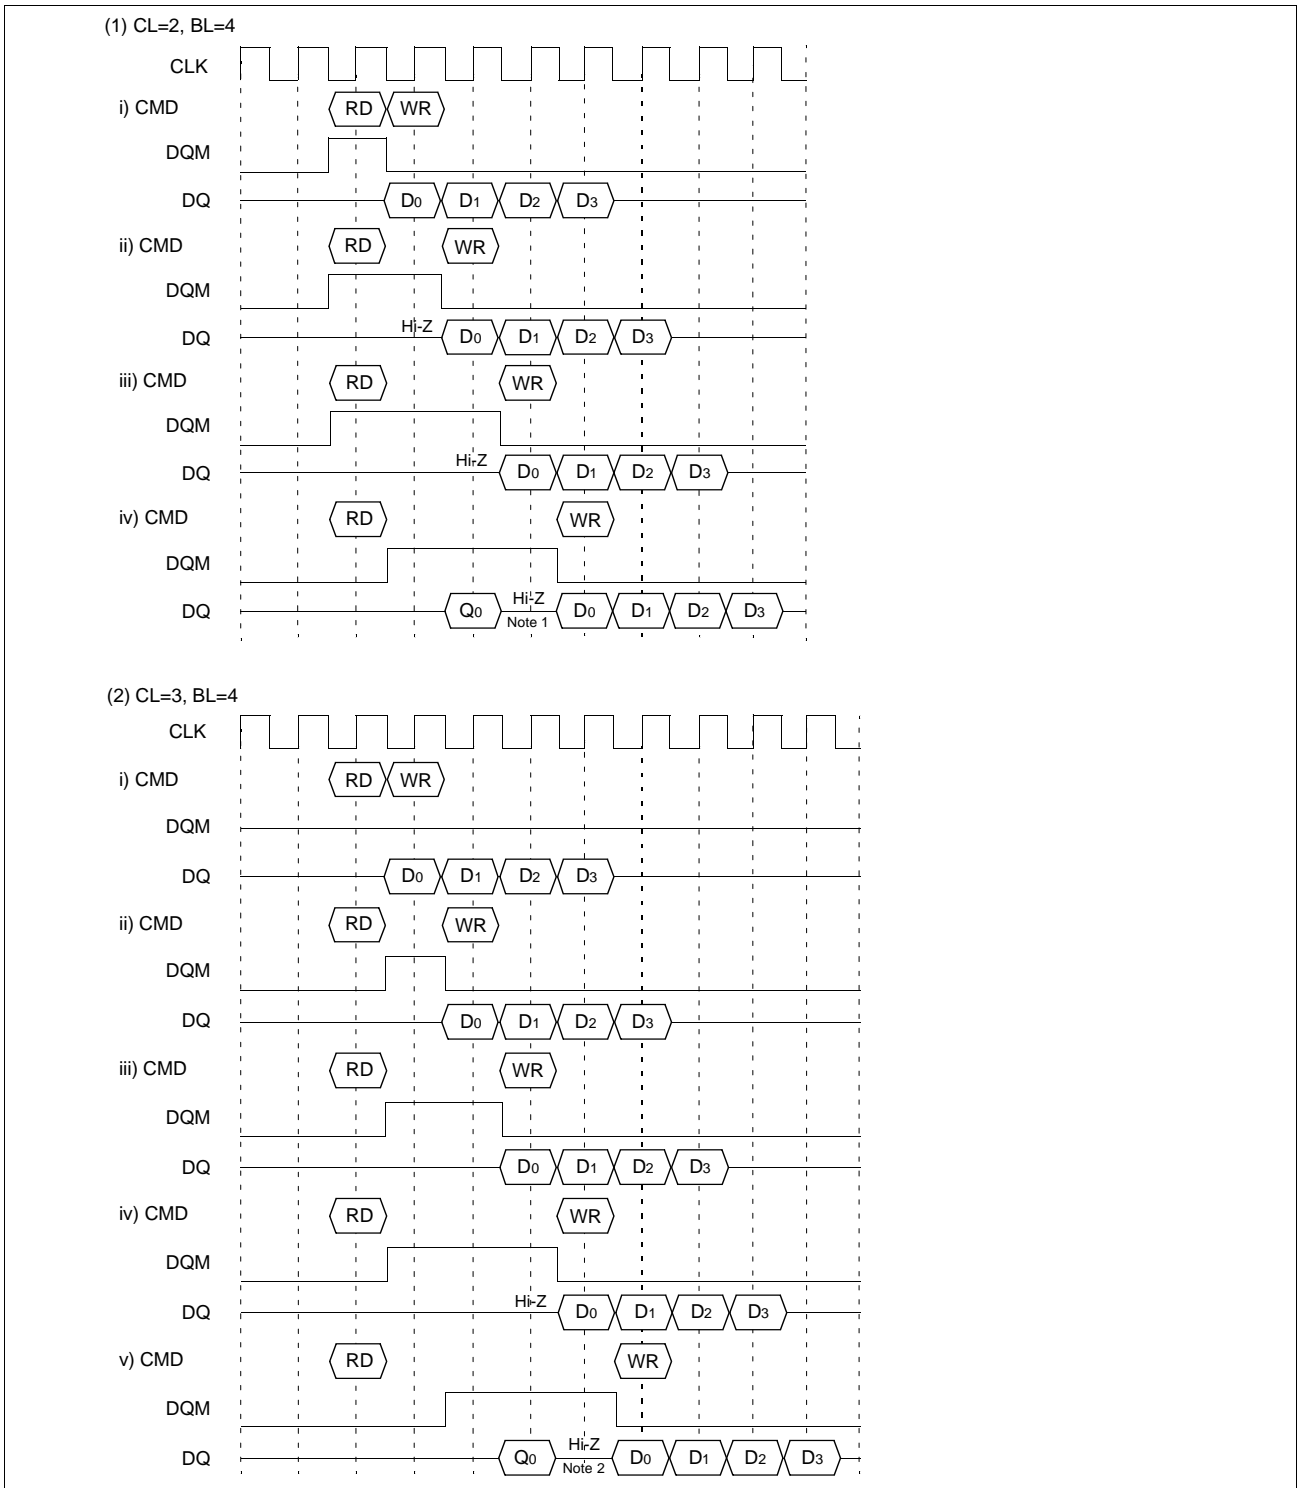 (1) CL=2, BL=4
CLK
i) CMD RD WR
DQM
DQ D0 D1 D2 D3
ii) CMD RD WR
DQM
DQ Hi-Z D0 D1 D2 D3
iii) CMD RD WR
DQM
DQ Hi-Z D0 D1 D2 D3
iv) CMD RD WR
DQM
DQ Q0 Hi-Z D0 D1 D2 D3
Note 1
(2) CL=3, BL=4
CLK
i) CMD RD WR
DQM
DQ D0 D1 D2 D3
ii) CMD RD WR
DQM
DQ D0 D1 D2 D3
iii) CMD RD WR
DQM
DQ D0 D1 D2 D3
iv) CMD RD WR
DQM
DQ Hi-Z D0 D1 D2 D3
v) CMD RD WR
DQM
DQ Q0 Hi-Z D0 D1 D2 D3
Note 2